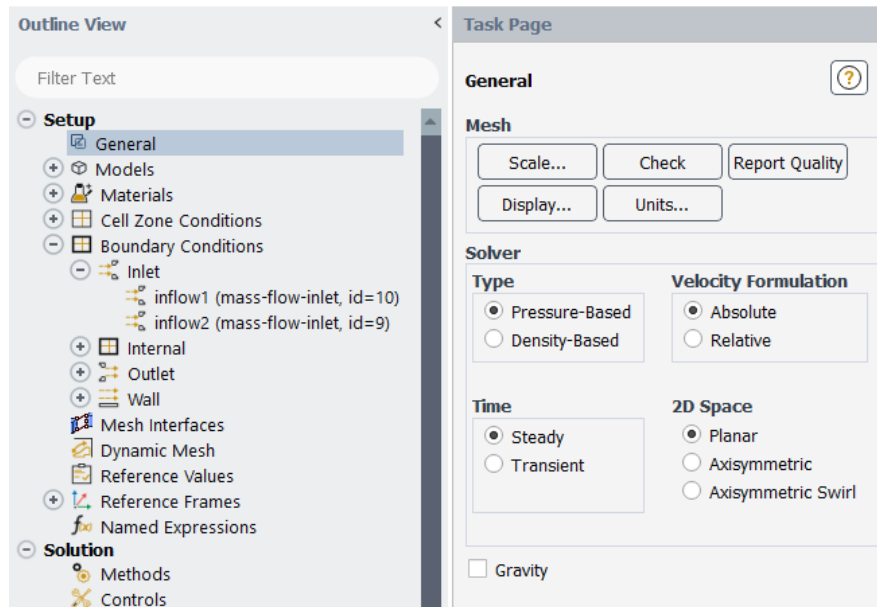 Outline View
<
Filter Text
Setup
General
Models
Materials
Cell Zone Conditions
Boundary Conditions
Inlet
inflow1 (mass-flow-inlet, id=10)
inflow2 (mass-flow-inlet, id=9)
Internal
Outlet
Wall
Mesh Interfaces
Dynamic Mesh
Reference Values
Reference Frames
fx Named Expressions
Solution
Methods
Controls
Task Page
General
?
Mesh
Scale... Check Report Quality
Display... Units...
Solver
Type
Pressure-Based
Density-Based
Velocity Formulation
Absolute
Relative
Time
Steady
Transient
2D Space
Planar
Axisymmetric
Axisymmetric Swirl
Gravity